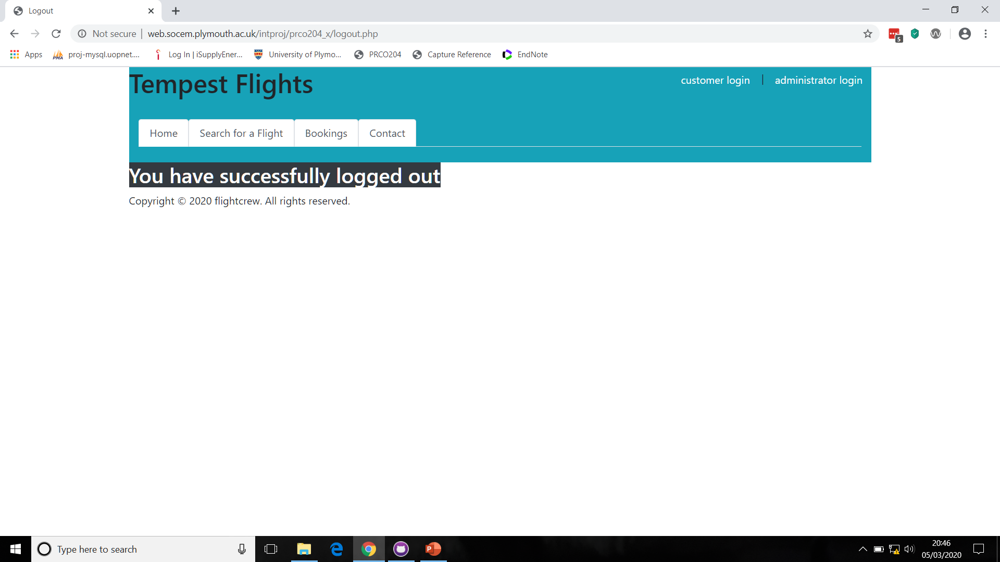 Logout
Not secure | web.socem.plymouth.ac.uk/intproj/prco204_x/logout.php
5
Apps PMA proj-mysql.uopnet.... Log In | iSupplyEner... University of Plymo... PRCO204 Capture Reference EndNote
Tempest Flights
customer login | administrator login
Home Search for a Flight Bookings Contact
You have successfully logged out
Copyright © 2020 flightcrew. All rights reserved.
Type here to search
P
20:46
05/03/2020